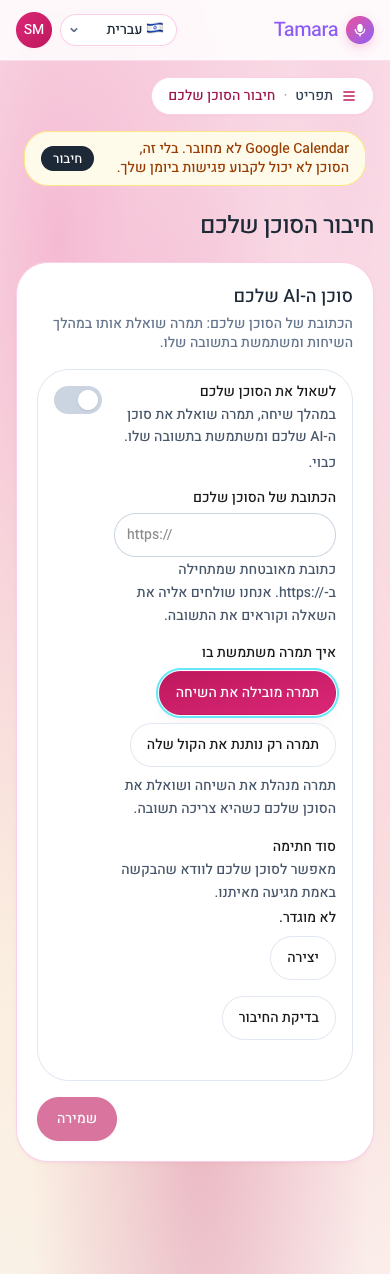 Tamara
עברית
SM
תפריט · חיבור הסוכן שלכם
Google Calendar לא מחובר. בלי זה,
הסוכן לא יכול לקבוע פגישות ביומן שלך.
חיבור
חיבור הסוכן שלכם
סוכן ה-AI שלכם
הכתובת של הסוכן שלכם: תמרה שואלת אותו במהלך
השיחות ומשתמשת בתשובה שלו.
לשאול את הסוכן שלכם
במהלך שיחה, תמרה שואלת את סוכן
ה-AI שלכם ומשתמשת בתשובה שלו.
כבוי.
הכתובת של הסוכן שלכם
https://
כתובת מאובטחת שמתחילה
ב-https://. אנחנו שולחים אליה את
השאלה וקוראים את התשובה.
איך תמרה משתמשת בו
תמרה מובילה את השיחה
תמרה רק נותנת את הקול שלה
תמרה מנהלת את השיחה ושואלת את
הסוכן שלכם כשהיא צריכה תשובה.
סוד חתימה
מאפשר לסוכן שלכם לוודא שהבקשה
באמת מגיעה מאיתנו.
לא מוגדר.
יצירה
בדיקת החיבור
שמירה